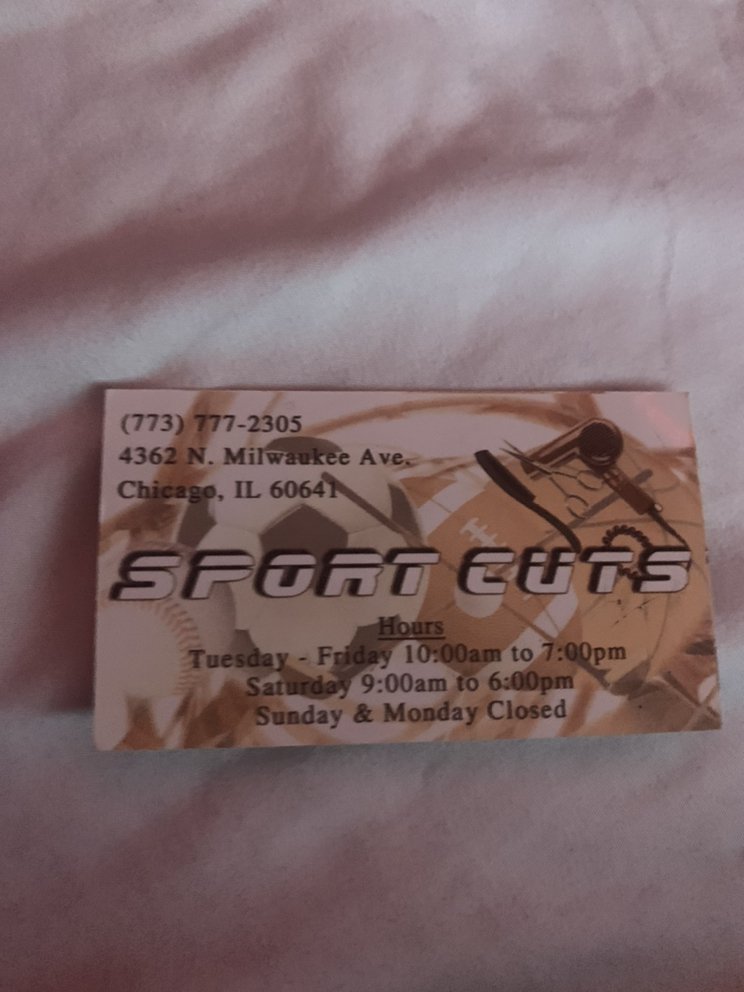 (773) 777-2305
4362 N. Milwaukee Ave.
Chicago, IL 60641
SPORT CUTS
Hours
Tuesday - Friday 10:00am to 7:00pm
Saturday 9:00am to 6:00pm
Sunday & Monday Closed